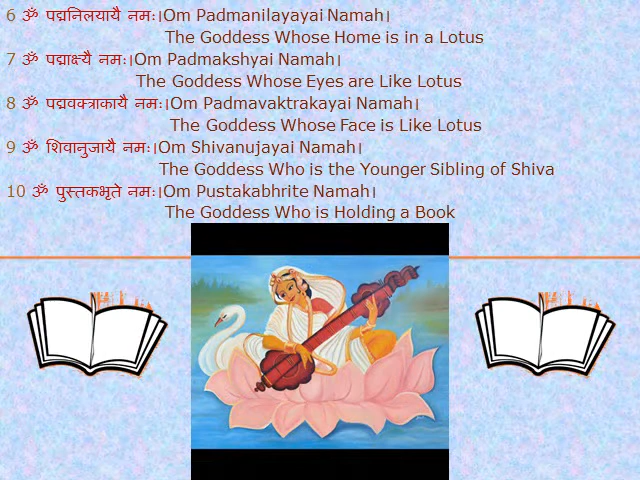 6 ॐ पद्मनिलयायै नमः।Om Padmanilayayai Namah।
The Goddess Whose Home is in a Lotus
7 ॐ पद्माक्ष्यै नमः।Om Padmakshyai Namah।
The Goddess Whose Eyes are Like Lotus
8 ॐ पद्मवक्त्राकायै नमः।Om Padmavaktrakayai Namah।
The Goddess Whose Face is Like Lotus
9 ॐ शिवानुजायै नमः।Om Shivanujayai Namah।
The Goddess Who is the Younger Sibling of Shiva
10 ॐ पुस्तकभृते नमः।Om Pustakabhrite Namah।
The Goddess Who is Holding a Book